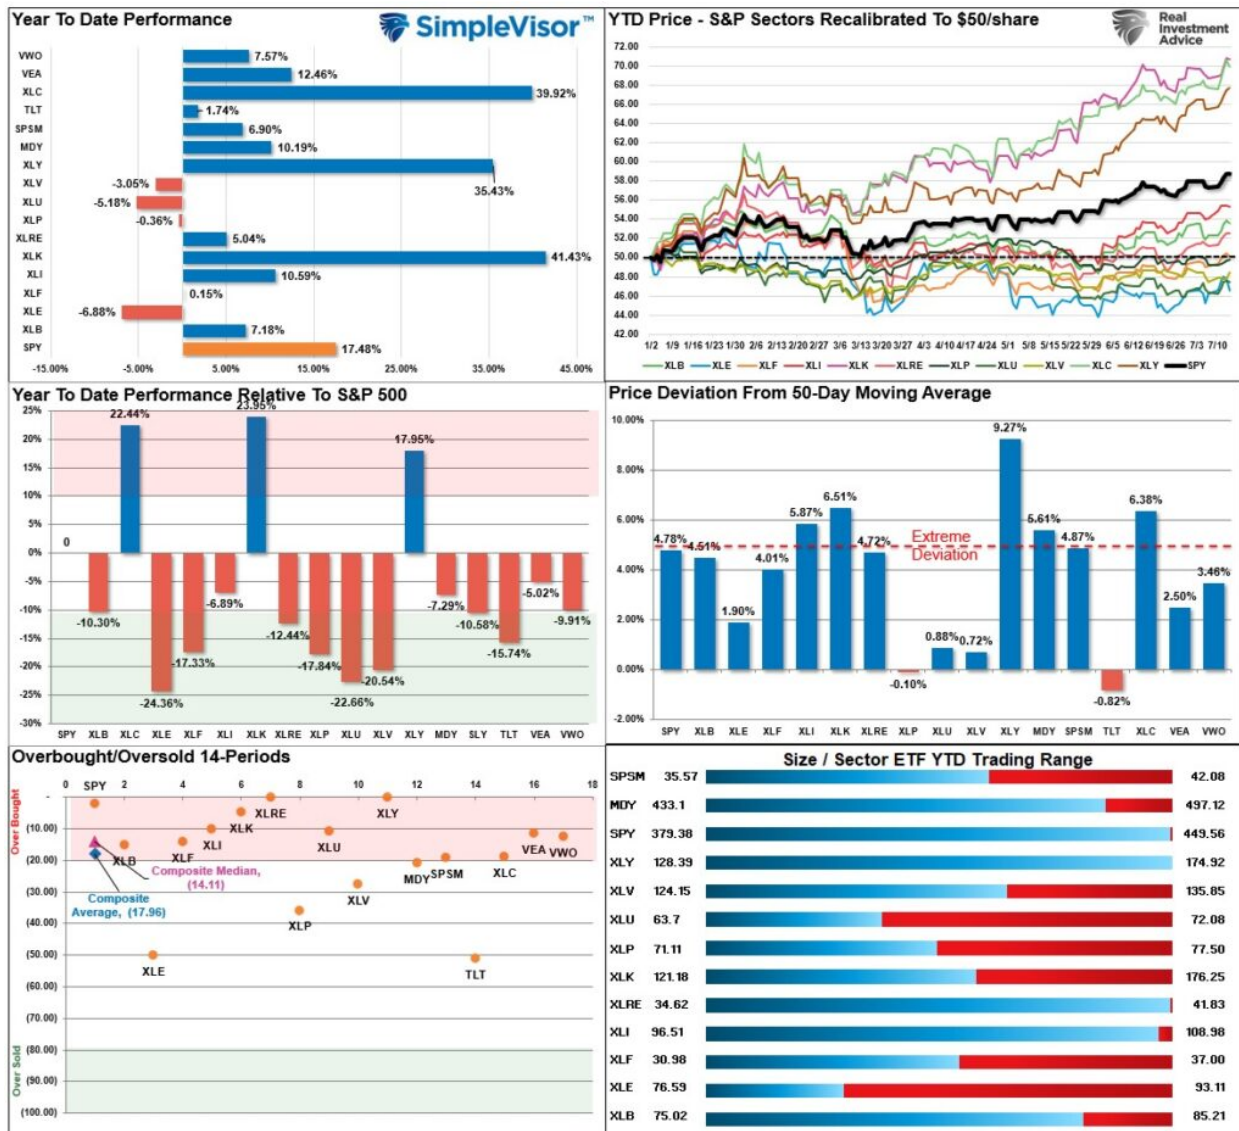 Year To Date Performance
SimpleVisor™
VWO 7.57%
VEA 12.46%
XLC 39.92%
TLT 1.74%
SPSM 6.90%
MDY 10.19%
XLY 35.43%
XLV -3.05%
XLU -5.18%
XLP -0.36%
XLRE 5.04%
XLK 41.43%
XLI 10.59%
XLF 0.15%
XLE -6.88%
XLB 7.18%
SPY 17.48%
-15.00% -5.00% 5.00% 15.00% 25.00% 35.00% 45.00%
YTD Price - S&P Sectors Recalibrated To $50/share
Real
Investment
Advice
72.00
70.00
68.00
66.00
64.00
62.00
60.00
58.00
56.00
54.00
52.00
50.00
48.00
46.00
44.00
42.00
1/2 1/9 1/16 1/23 1/30 2/6 2/13 2/20 2/27 3/6 3/13 3/20 3/27 4/3 4/10 4/17 4/24 5/1 5/8 5/15 5/22 5/29 6/5 6/12 6/19 6/26 7/3 7/10
XLB XLE XLF XLI XLK XLRE XLP XLU XLV XLC XLY SPY
Year To Date Performance Relative To S&P 500
25%
20%
15%
10%
5%
0%
-5%
-10%
-15%
-20%
-25%
-30%
0 -10.30% 22.44% -24.36% -17.33% -6.89% 23.95% -12.44% -17.84% -22.66% -20.54% 17.95% -7.29% -10.58% -15.74% -5.02% -9.91%
SPY XLB XLC XLE XLF XLI XLK XLRE XLP XLU XLV XLY MDY SLY TLT VEA VWO
Price Deviation From 50-Day Moving Average
10.00%
8.00%
6.00%
4.00%
2.00%
0.00%
-2.00%
4.78% 4.51% 1.90% 4.01% 5.87% 6.51% 4.72% -0.10% 0.88% 0.72% 9.27% 5.61% 4.87% -0.82% 6.38% 2.50% 3.46%
Extreme
Deviation
SPY XLB XLE XLF XLI XLK XLRE XLP XLU XLV XLY MDY SPSM TLT XLC VEA VWO
Overbought/Oversold 14-Periods
0 2 4 6 8 10 12 14 16 18
-
(10.00)
(20.00)
(30.00)
(40.00)
(50.00)
(60.00)
(70.00)
(80.00)
(90.00)
(100.00)
Over Bought
Over Sold
SPY
XLRE XLY
XLK
XLI XLU
XLB XLF VEA VWO
Composite Median,
(14.11)
MDY SPSM XLC
Composite
Average, (17.96)
XLV
XLP
XLE TLT
Size / Sector ETF YTD Trading Range
SPSM 35.57 42.08
MDY 433.1 497.12
SPY 379.38 449.56
XLY 128.39 174.92
XLV 124.15 135.85
XLU 63.7 72.08
XLP 71.11 77.50
XLK 121.18 176.25
XLRE 34.62 41.83
XLI 96.51 108.98
XLF 30.98 37.00
XLE 76.59 93.11
XLB 75.02 85.21